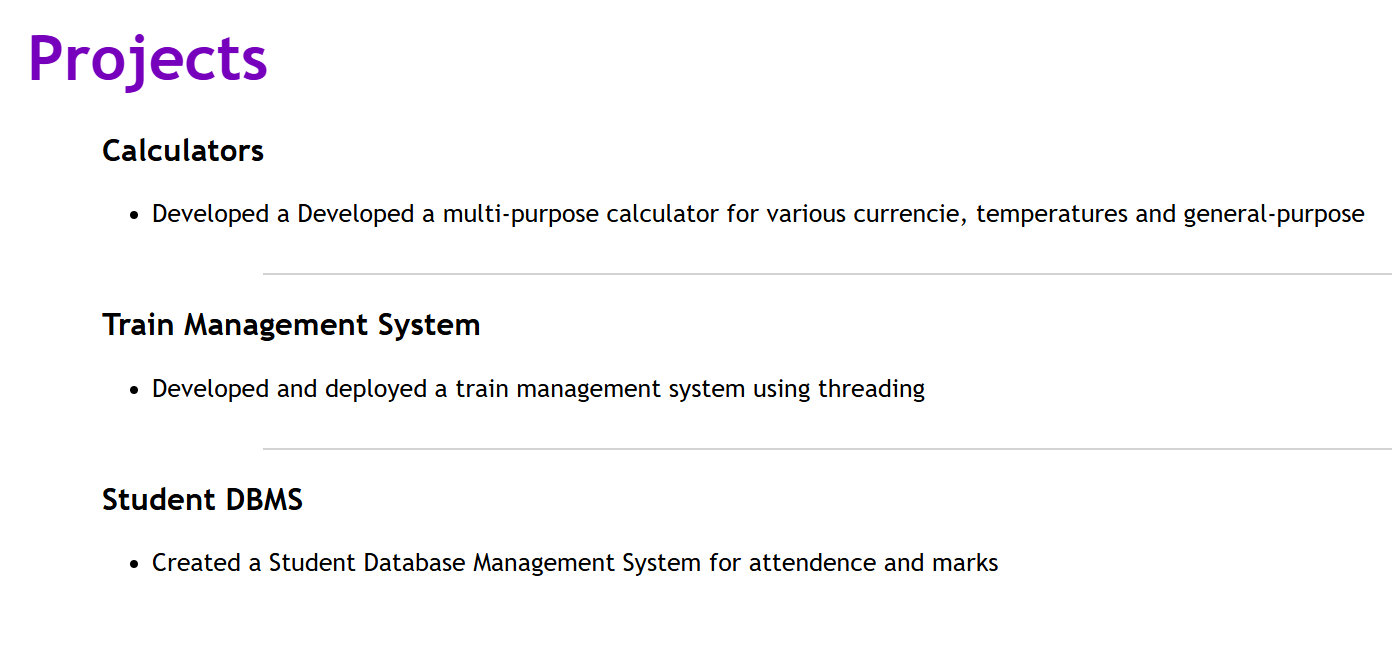 Projects
Calculators
• Developed a Developed a multi-purpose calculator for various currencie, temperatures and general-purpose
Train Management System
• Developed and deployed a train management system using threading
Student DBMS
• Created a Student Database Management System for attendence and marks